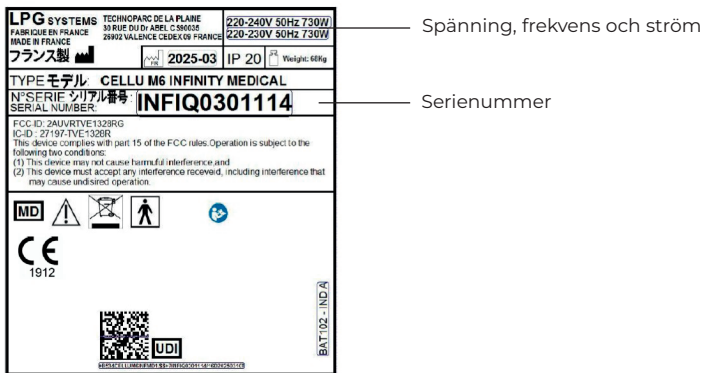 LPG SYSTEMS
FABRIQUE EN FRANCE
MADE IN FRANCE
フランス製
TECHNOPARC DE LA PLAINE
30 RUE DU Dr ABEL C S90035
26902 VALENCE CEDEX09 FRANCE
220-240V 50Hz 730W
220-230V 50Hz 730W
Spänning, frekvens och ström
FR
2025-03
IP 20
Weight: 68Kg
TYPE モデル: CELLU M6 INFINITY MEDICAL
N°SERIE シリアル番号:
SERIAL NUMBER:
INFIQ0301114
Serienummer
FCC-ID: 2AUVRTVE1328RG
IC-ID : 27197-TVE1328R
This device complies with part 15 of the FCC rules.Operation is subject to the
following two conditions:
(1) This device may not cause harmuful interference,and
(2) This device must accept any interference receveid, including interference that
may cause undisired operation.
MD
CE
1912
BAT102 - IND A
UDI